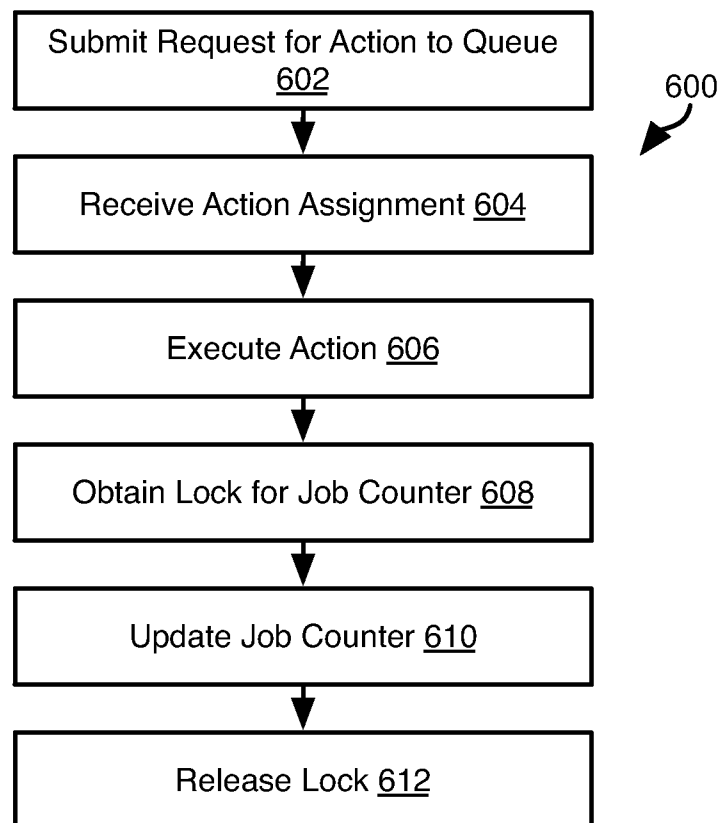 Submit Request for Action to Queue
602
600
Receive Action Assignment 604
Execute Action 606
Obtain Lock for Job Counter 608
Update Job Counter 610
Release Lock 612